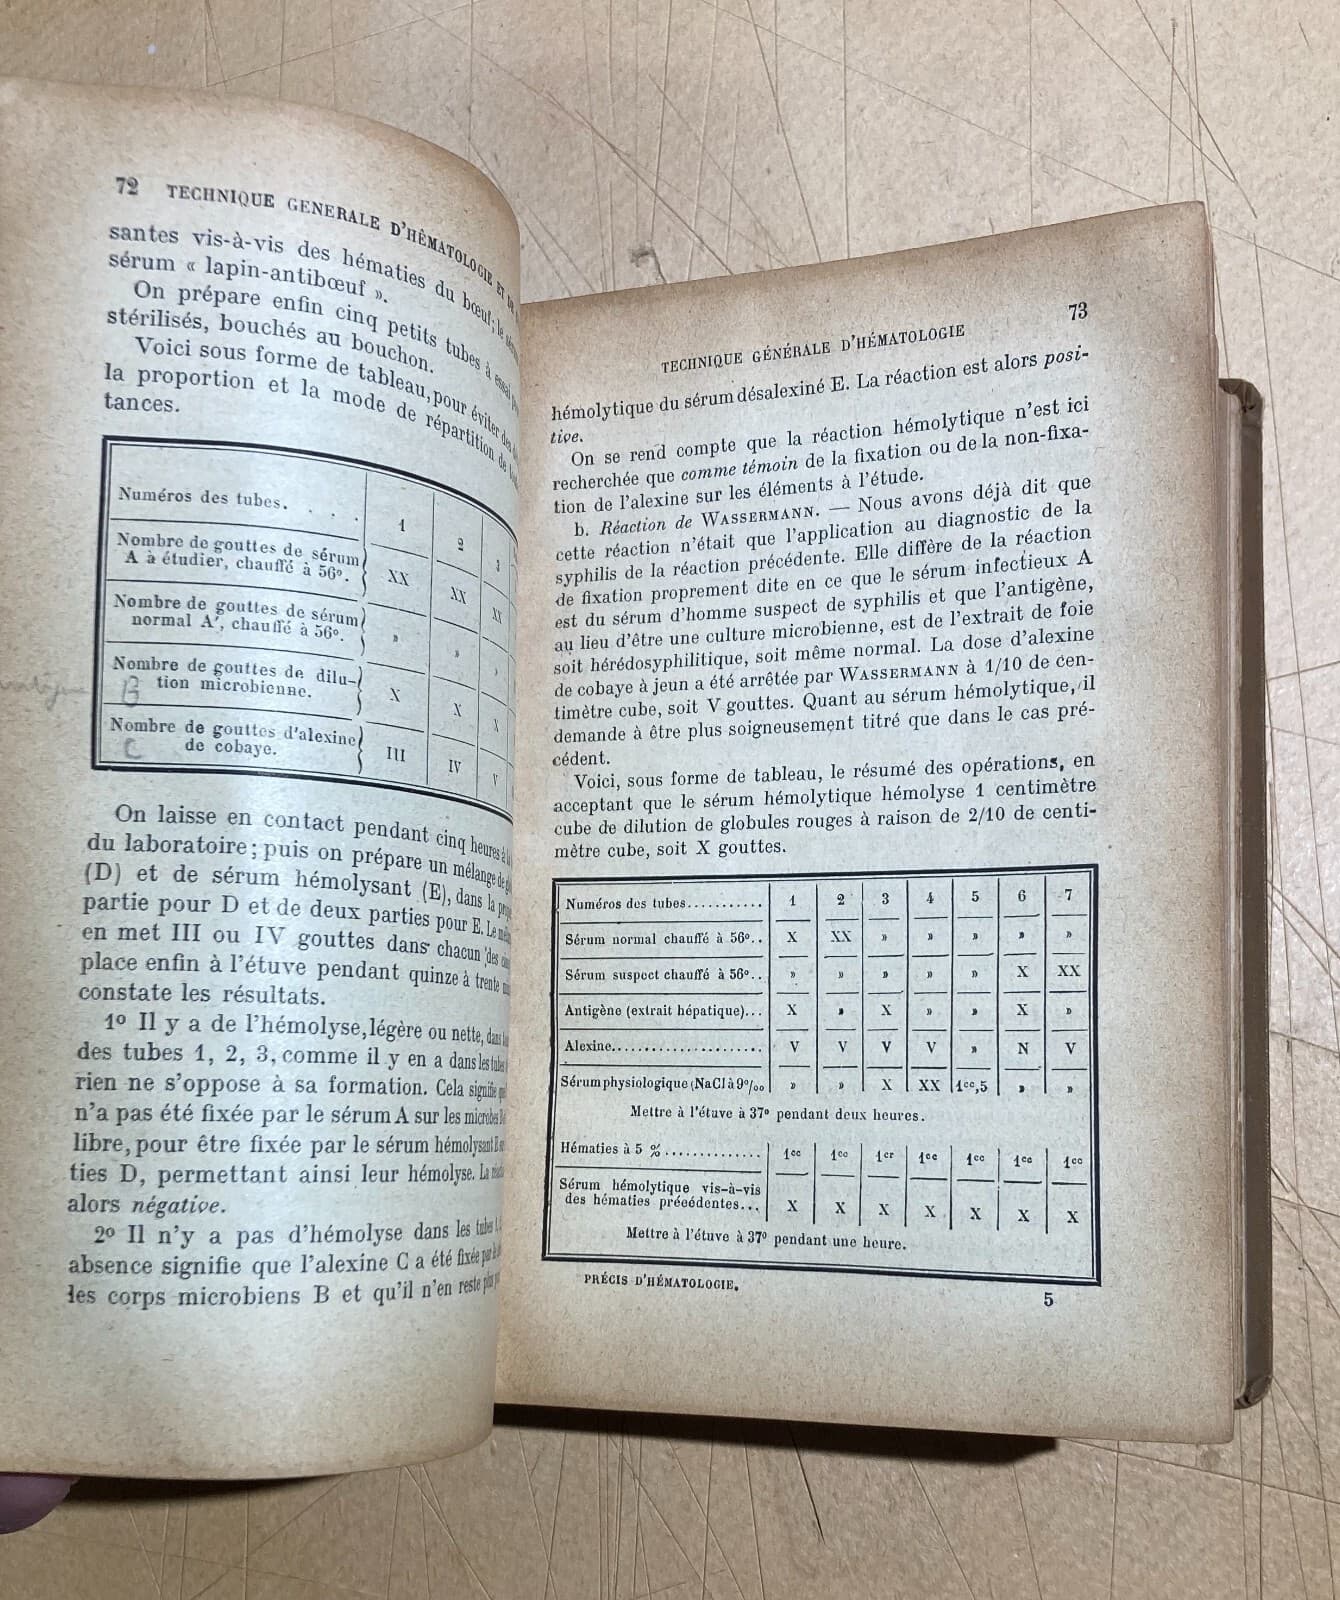 72 TECHNIQUE GENERALE D'HÊMATOLOGIE ET DE
santes vis-à-vis des hématies du bœuf; le
sérum « lapin-antibœuf ».
On prépare enfin cinq petits tubes à essai
stérilisés, bouchés au bouchon.
Voici sous forme de tableau, pour éviter des
la proportion et la mode de répartition de
tances.
Numéros des tubes. . . . 1 2 3
Nombre de gouttes de sérum
A à étudier, chauffé à 56°. XX XX XX
Nombre de gouttes de sérum
normal A', chauffé à 56°. » » »
Nombre de gouttes de dilu-
B tion microbienne. X X X
Nombre de gouttes d'alexine
C de cobaye. III IV V
On laisse en contact pendant cinq heures à la
du laboratoire; puis on prépare un mélange de
(D) et de sérum hémolysant (E), dans la
partie pour D et de deux parties pour E. Le
en met III ou IV gouttes dans chacun des
place enfin à l'étuve pendant quinze à trente
constate les résultats.
1° Il y a de l'hémolyse, légère ou nette, dans
des tubes 1, 2, 3, comme il y en a dans les tubes
rien ne s'oppose à sa formation. Cela signifie
n'a pas été fixée par le sérum A sur les microbes
libre, pour être fixée par le sérum hémolysant E
ties D, permettant ainsi leur hémolyse. La
alors négative.
2° Il n'y a pas d'hémolyse dans les tubes
absence signifie que l'alexine C a été fixée par
les corps microbiens B et qu'il n'en reste plus
TECHNIQUE GÉNÉRALE D'HÉMATOLOGIE 73
hémolytique du sérum désalexiné E. La réaction est alors posi-
tive.
On se rend compte que la réaction hémolytique n'est ici
recherchée que comme témoin de la fixation ou de la non-fixa-
tion de l'alexine sur les éléments à l'étude.
b. Réaction de WASSERMANN. — Nous avons déjà dit que
cette réaction n'était que l'application au diagnostic de la
syphilis de la réaction précédente. Elle diffère de la réaction
de fixation proprement dite en ce que le sérum infectieux A
est du sérum d'homme suspect de syphilis et que l'antigène,
au lieu d'être une culture microbienne, est de l'extrait de foie
soit hérédosyphilitique, soit même normal. La dose d'alexine
de cobaye à jeun a été arrêtée par WASSERMANN à 1/10 de cen-
timètre cube, soit V gouttes. Quant au sérum hémolytique, il
demande à être plus soigneusement titré que dans le cas pré-
cédent.
Voici, sous forme de tableau, le résumé des opérations, en
acceptant que le sérum hémolytique hémolyse 1 centimètre
cube de dilution de globules rouges à raison de 2/10 de centi-
mètre cube, soit X gouttes.
Numéros des tubes........... 1 2 3 4 5 6 7
Sérum normal chauffé à 56°.. X XX » » » » »
Sérum suspect chauffé à 56°.. » » » » » X XX
Antigène (extrait hépatique)... X » X » » X »
Alexine...................... V V V V » N V
Sérum physiologique (NaCl à 9°/oo » » X XX 1cc,5 » »
Mettre à l'étuve à 37° pendant deux heures.
Hématies à 5 %.............. 1cc 1cc 1cr 1cc 1cc 1cc 1cc
Sérum hémolytique vis-à-vis
des hématies précédentes... X X X X X X X
Mettre à l'étuve à 37° pendant une heure.
PRÉCIS D'HÉMATOLOGIE. 5